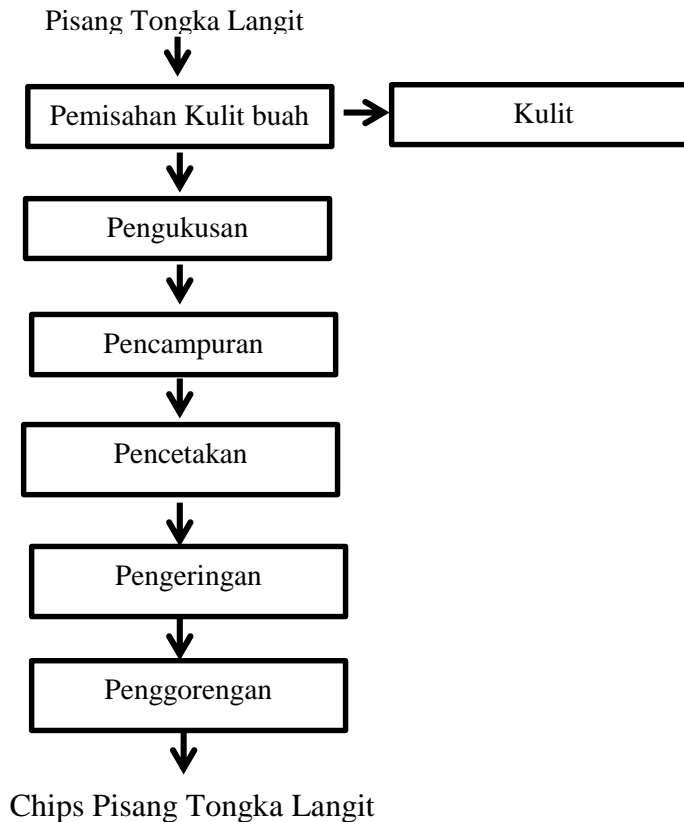 Pisang Tongka Langit
Pemisahan Kulit buah
Kulit
Pengukusan
Pencampuran
Pencetakan
Pengeringan
Penggorengan
Chips Pisang Tongka Langit